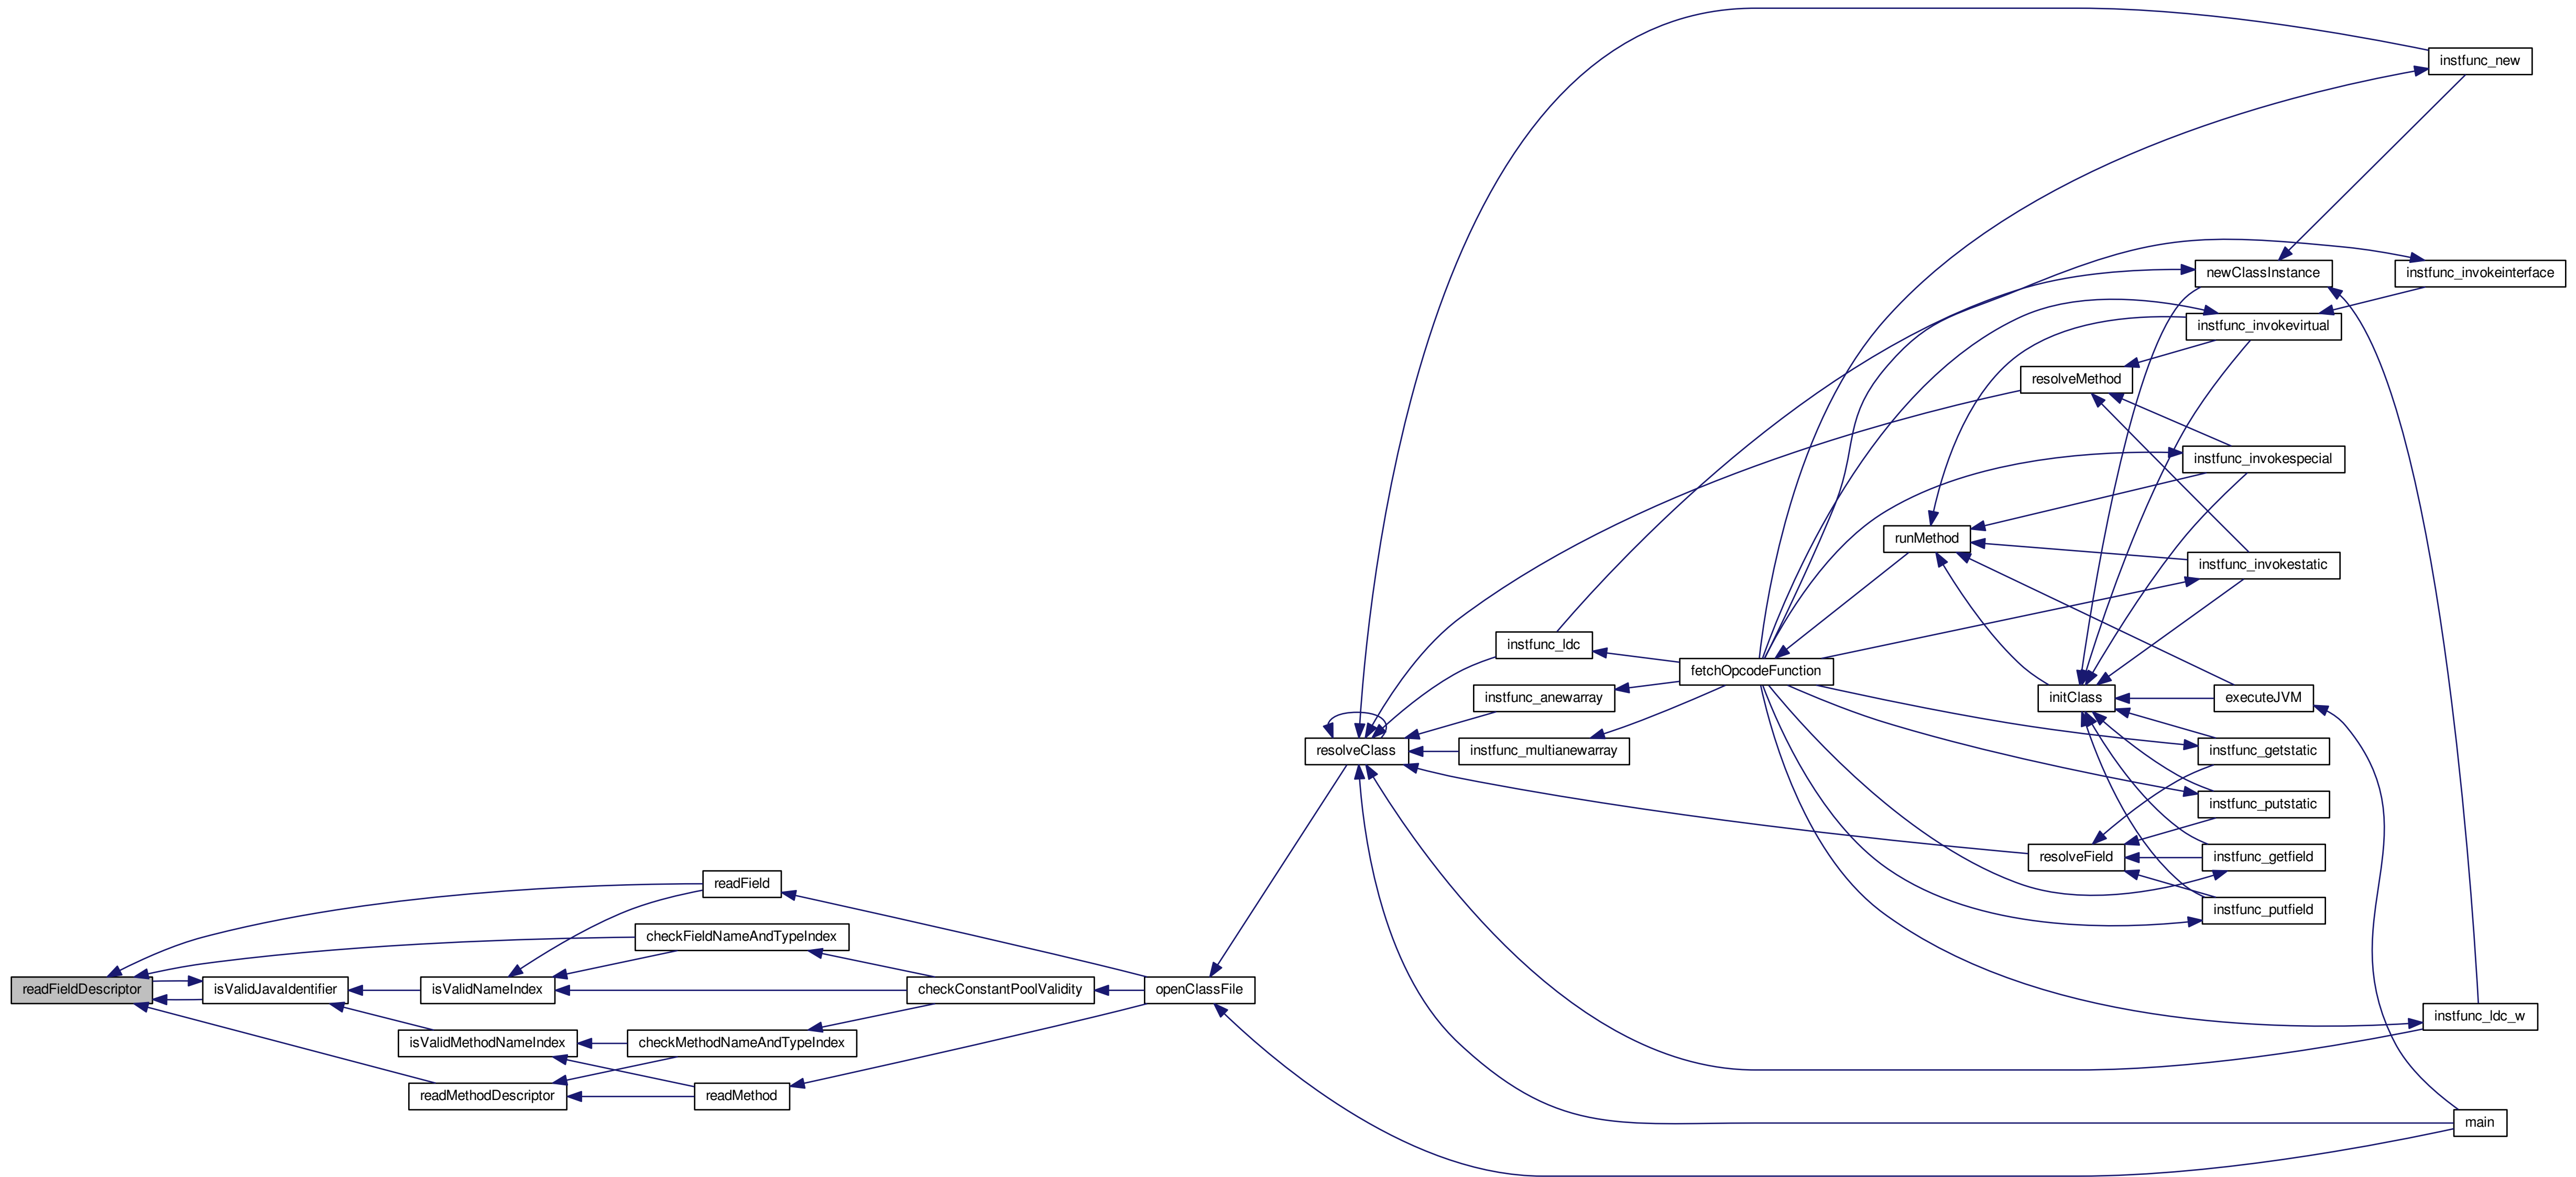 instfunc_new
newClassInstance
instfunc_invokeinterface
instfunc_invokevirtual
resolveMethod
instfunc_invokespecial
runMethod
instfunc_invokestatic
instfunc_ldc
fetchOpcodeFunction
instfunc_anewarray
initClass
executeJVM
resolveClass
instfunc_multianewarray
instfunc_getstatic
instfunc_putstatic
resolveField
instfunc_getfield
readField
instfunc_putfield
checkFieldNameAndTypeIndex
readFieldDescriptor
isValidJavaIdentifier
isValidNameIndex
checkConstantPoolValidity
openClassFile
instfunc_ldc_w
isValidMethodNameIndex
checkMethodNameAndTypeIndex
readMethodDescriptor
readMethod
main